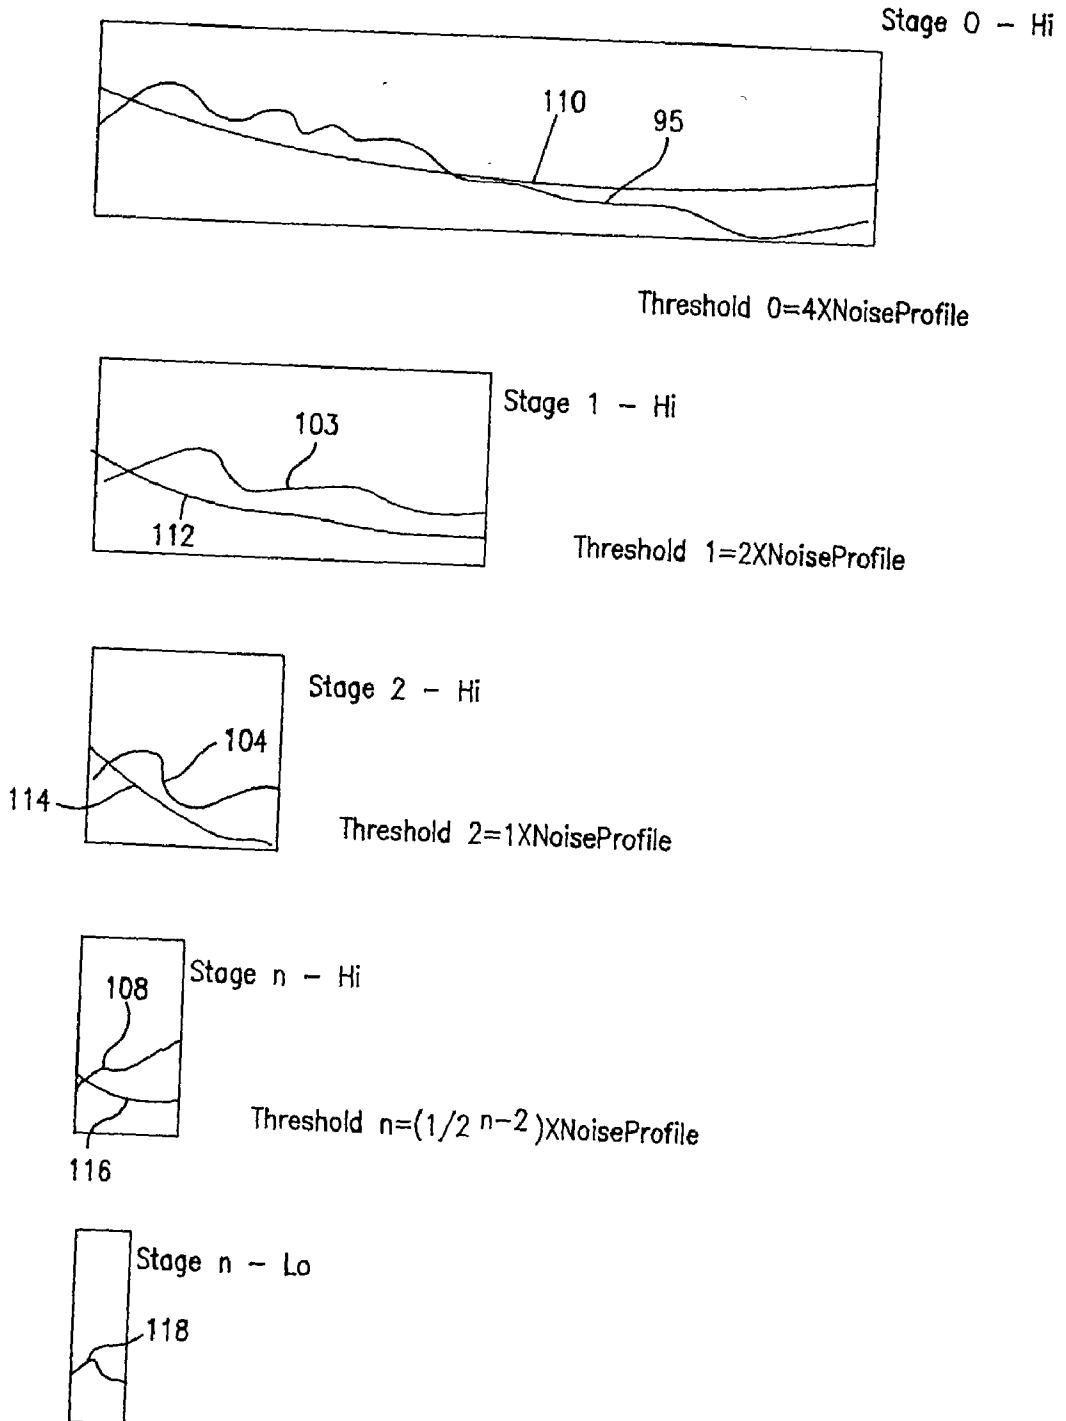 Stage 0 – Hi
110
95
Threshold 0=4XNoiseProfile
Stage 1 – Hi
103
112
Threshold 1=2XNoiseProfile
Stage 2 – Hi
104
114
Threshold 2=1XNoiseProfile
Stage n – Hi
108
Threshold n=(1/2 n-2)XNoiseProfile
116
Stage n – Lo
118